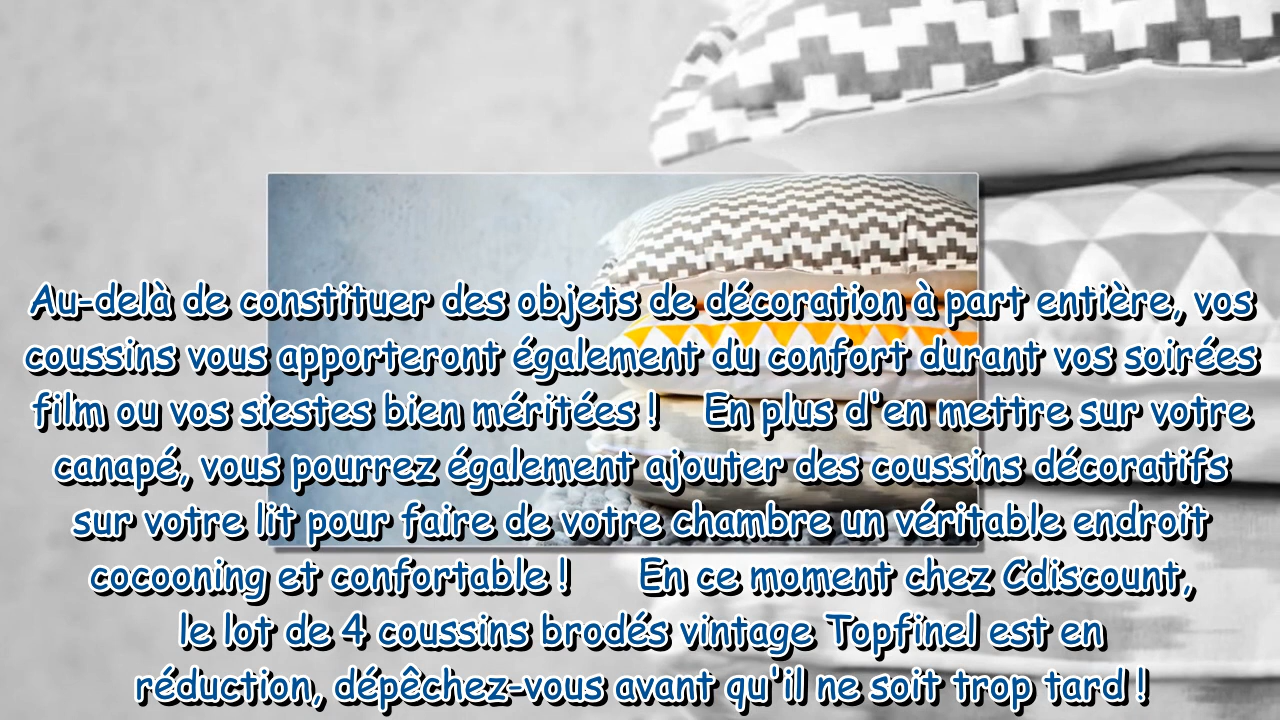 Au-delà de constituer des objets de décoration à part entière, vos
coussins vous apporteront également du confort durant vos soirées
film ou vos siestes bien méritées ! En plus d'en mettre sur votre
canapé, vous pourrez également ajouter des coussins décoratifs
sur votre lit pour faire de votre chambre un véritable endroit
cocooning et confortable ! En ce moment chez Cdiscount,
le lot de 4 coussins brodés vintage Topfinel est en
réduction, dépêchez-vous avant qu'il ne soit trop tard !